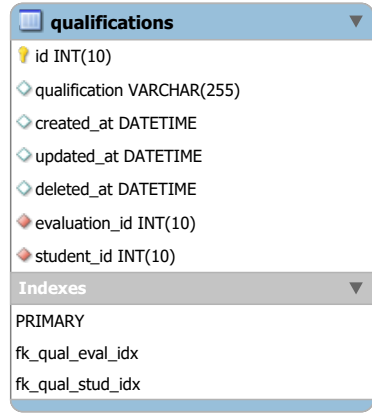 qualifications
id INT(10)
qualification VARCHAR(255)
created_at DATETIME
updated_at DATETIME
deleted_at DATETIME
evaluation_id INT(10)
student_id INT(10)
Indexes
PRIMARY
fk_qual_eval_idx
fk_qual_stud_idx